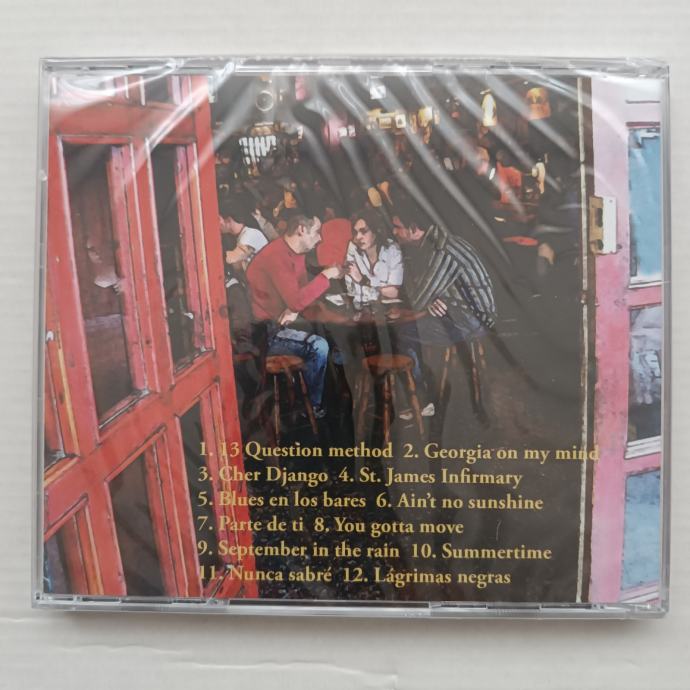 1. 13 Question method 2. Georgia on my mind
3. Cher Django 4. St. James Infirmary
5. Blues en los bares 6. Ain't no sunshine
7. Parte de ti 8. You gotta move
9. September in the rain 10. Summertime
11. Nunca sabré 12. Lágrimas negras